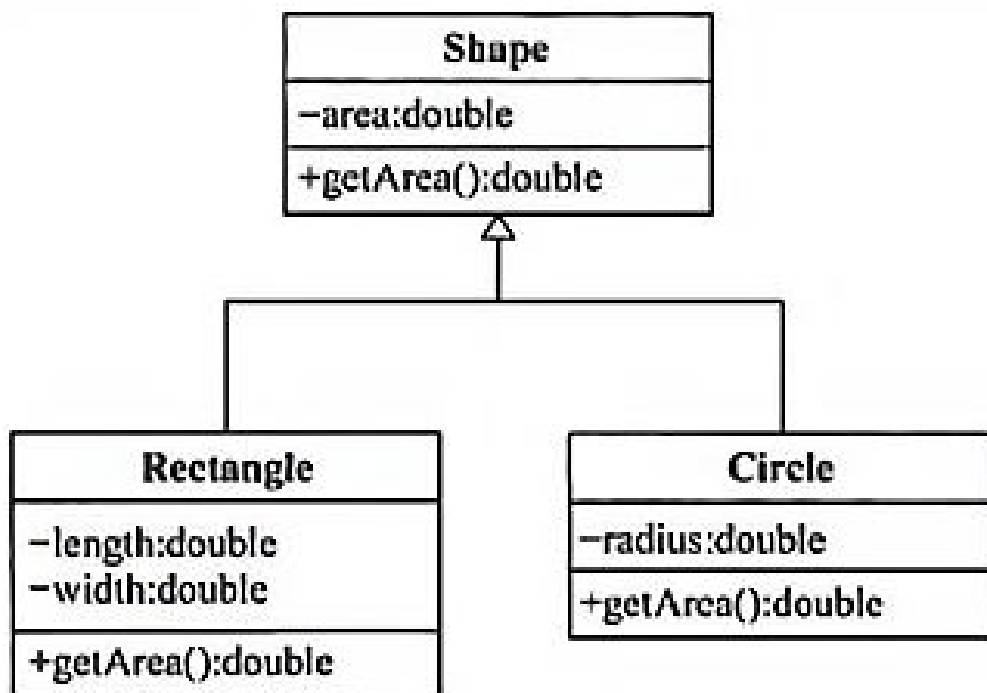 Shape
−area:double
+getArea():double
Rectangle
−length:double
−width:double
+getArea():double
Circle
−radius:double
+getArea():double